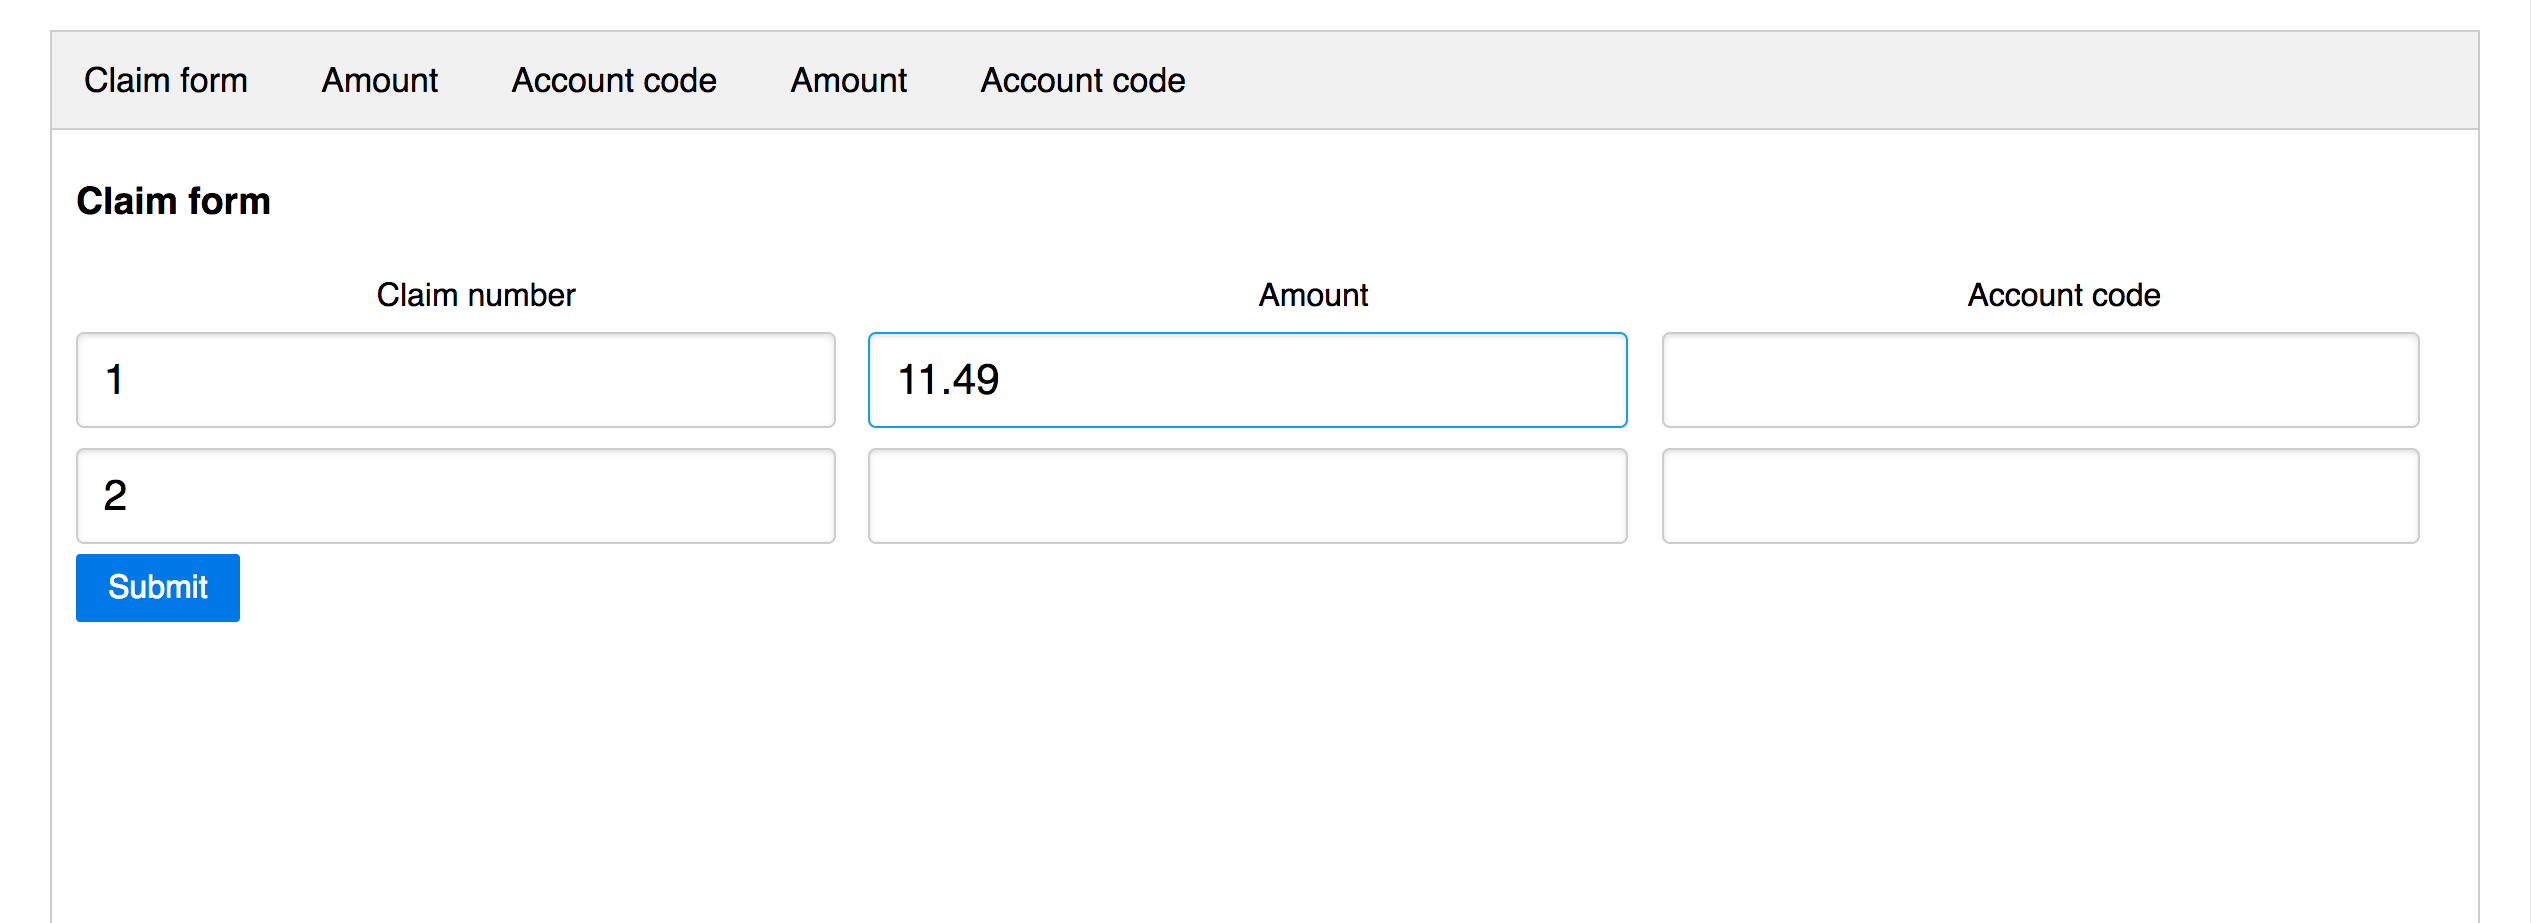 Claim form Amount Account code Amount Account code
Claim form
Claim number Amount Account code
1 11.49
2
Submit